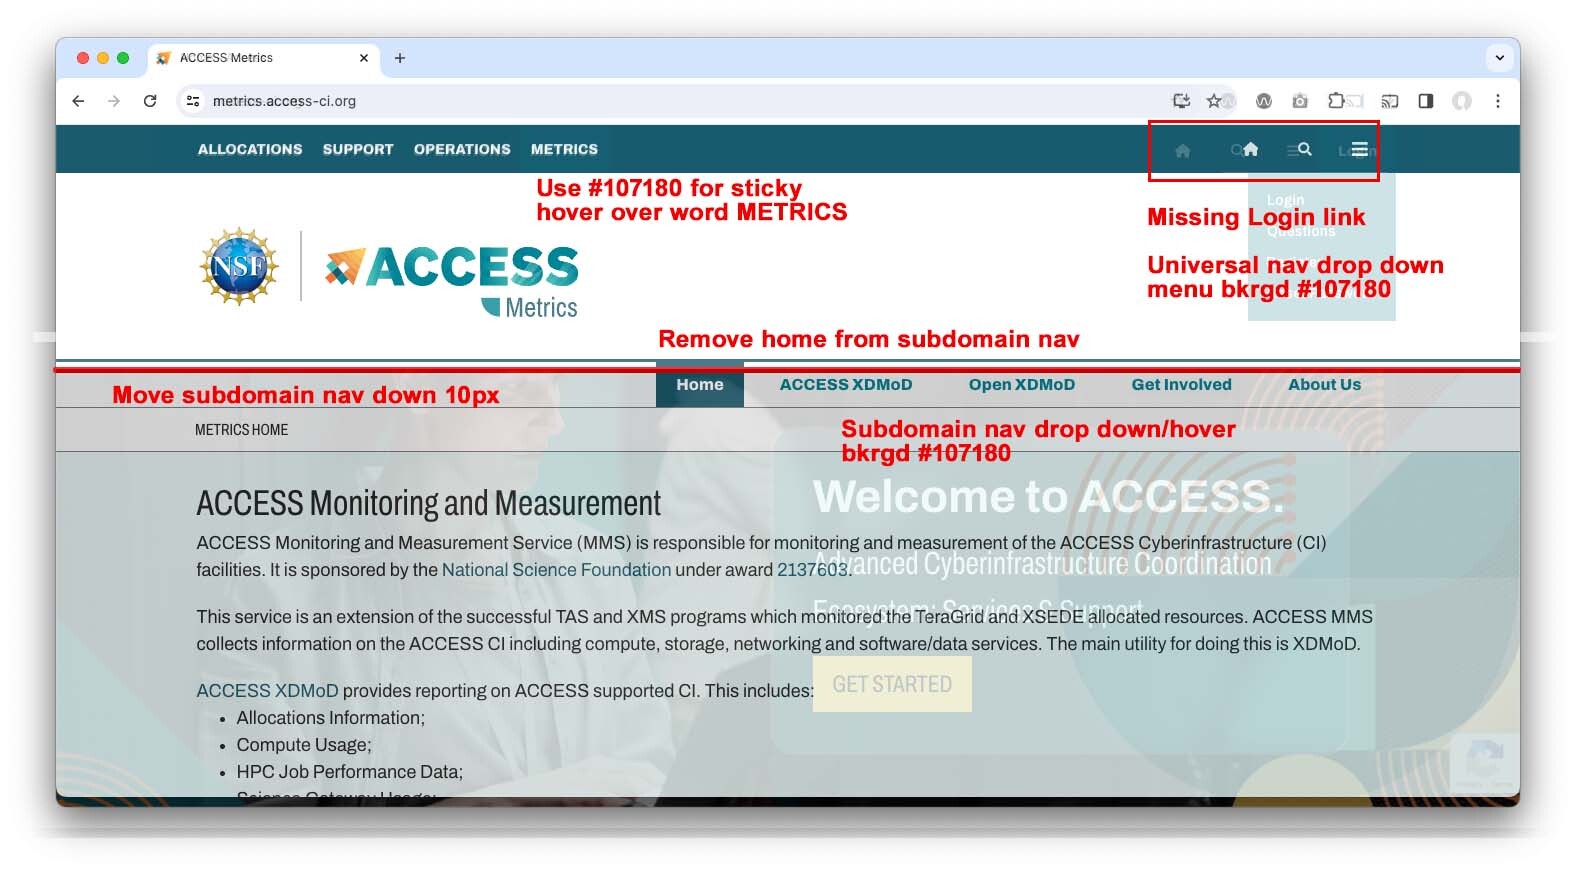 ACCESS Metrics
metrics.access-ci.org
ALLOCATIONS SUPPORT OPERATIONS METRICS
Login
Use #107180 for sticky
hover over word METRICS
Login
Missing Login link
Questions
Universal nav drop down
menu bkrgd #107180
NSF
ACCESS
Metrics
Remove home from subdomain nav
Move subdomain nav down 10px
Home ACCESS XDMoD Open XDMoD Get Involved About Us
METRICS HOME
Subdomain nav drop down/hover
bkrgd #107180
Welcome to ACCESS.
ACCESS Monitoring and Measurement
ACCESS Monitoring and Measurement Service (MMS) is responsible for monitoring and measurement of the ACCESS Cyberinfrastructure (CI)
facilities. It is sponsored by the National Science Foundation under award 2137603.
Advanced Cyberinfrastructure Coordination
Ecosystem: Services & Support
This service is an extension of the successful TAS and XMS programs which monitored the TeraGrid and XSEDE allocated resources. ACCESS MMS
collects information on the ACCESS CI including compute, storage, networking and software/data services. The main utility for doing this is XDMoD.
GET STARTED
ACCESS XDMoD provides reporting on ACCESS supported CI. This includes:
• Allocations Information;
• Compute Usage;
• HPC Job Performance Data;
• Science Gateway Usage;